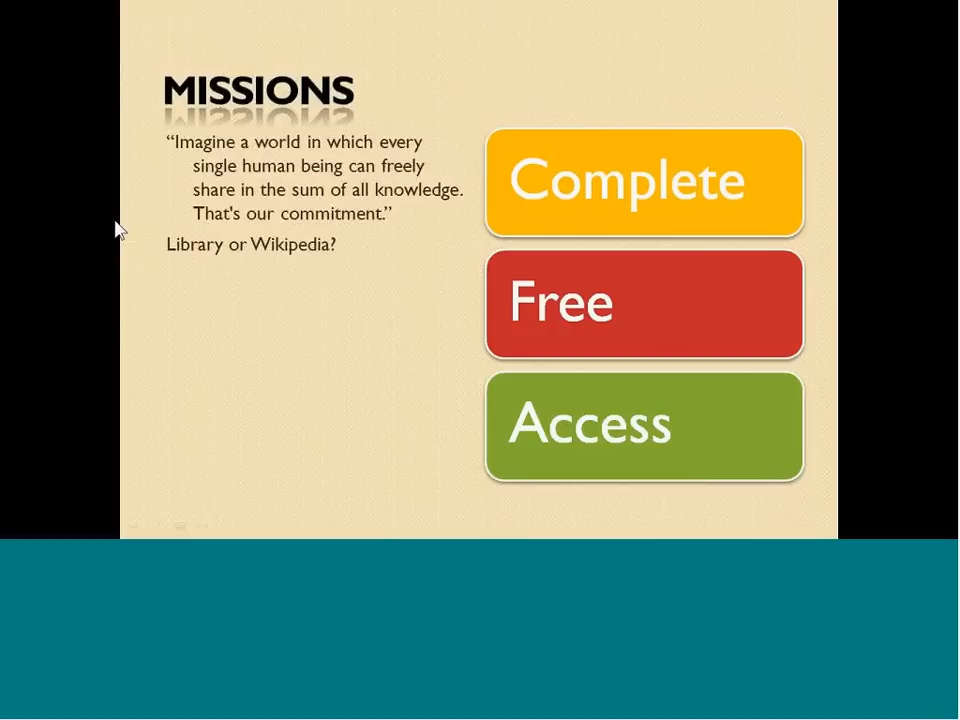 MISSIONS
“Imagine a world in which every
single human being can freely
share in the sum of all knowledge.
That's our commitment.”
Library or Wikipedia?
Complete
Free
Access